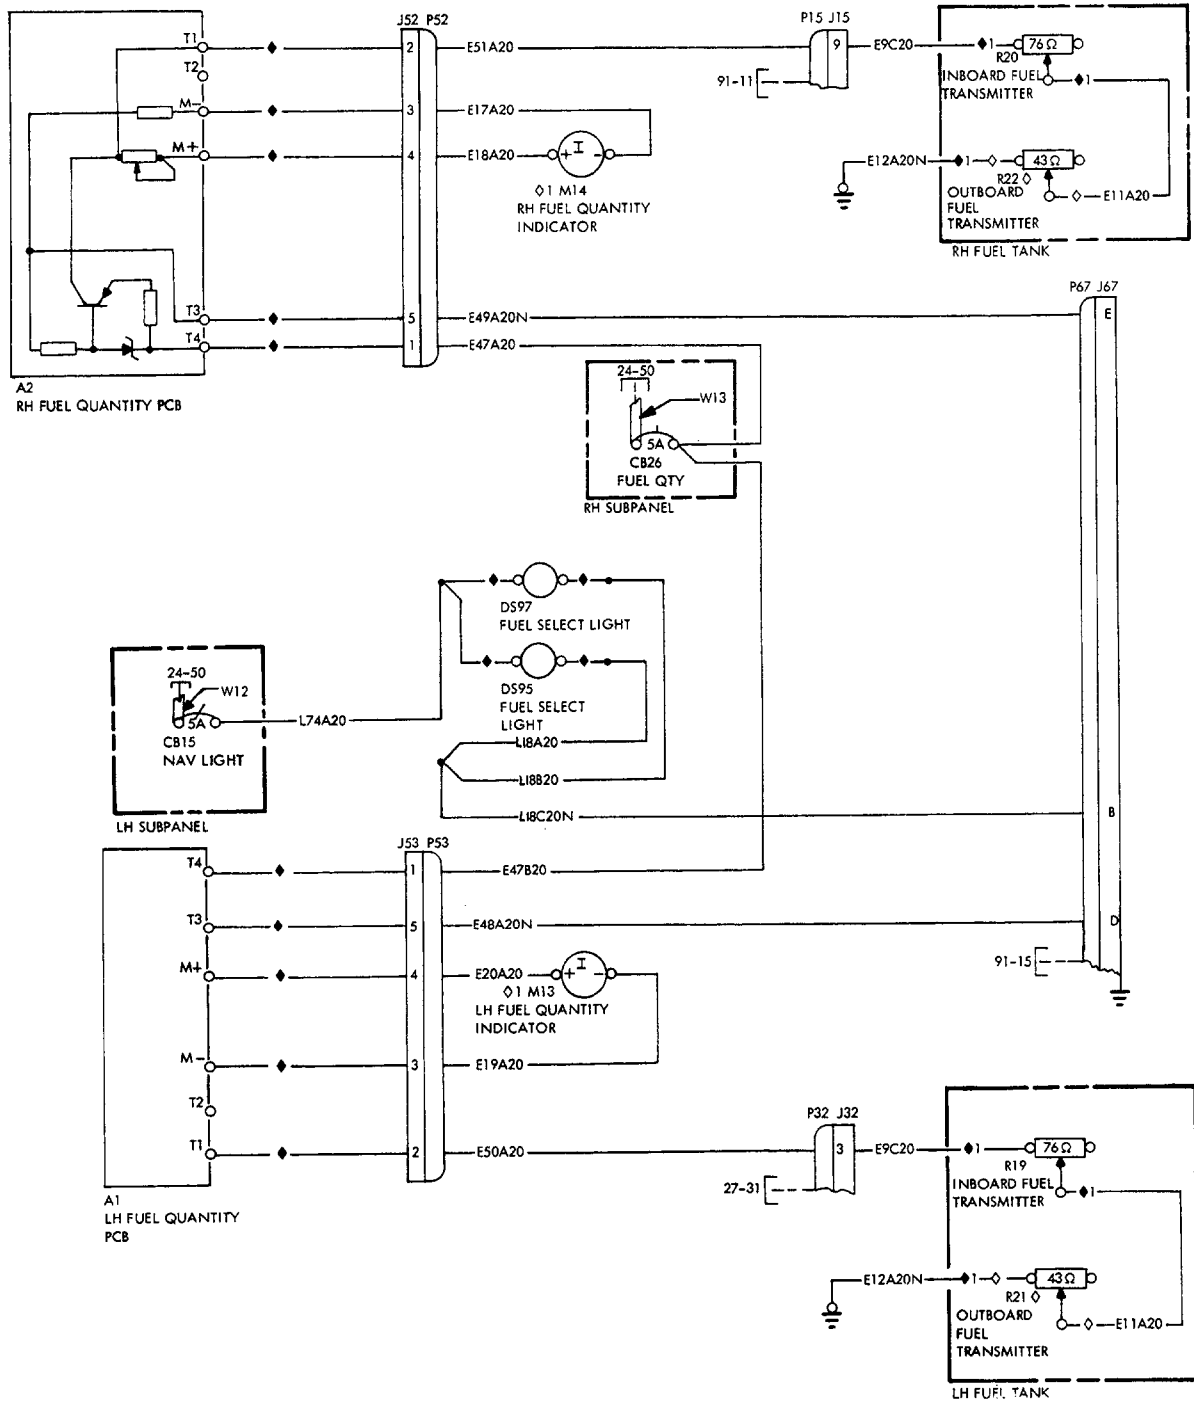 J52 P52
T1
2
E51A20
P15 J15
9
E9C20
1
R20
76Ω
T2
91-11
INBOARD FUEL
TRANSMITTER
1
M-
3
E17A20
M+
4
E18A20
+ I -
◊1 M14
RH FUEL QUANTITY
INDICATOR
E12A20N
1
43Ω
R22 ◊
OUTBOARD
FUEL
TRANSMITTER
E11A20
RH FUEL TANK
P67 J67
T3
5
E49A20N
E
T4
1
E47A20
A2
RH FUEL QUANTITY PCB
24-50
W13
5A
CB26
FUEL QTY
RH SUBPANEL
DS97
FUEL SELECT LIGHT
24-50
W12
5A
CB15
NAV LIGHT
LH SUBPANEL
L74A20
DS95
FUEL SELECT
LIGHT
L18A20
L18B20
L18C20N
B
J53 P53
T4
1
E47B20
T3
5
E48A20N
D
M+
4
E20A20
+ I -
91-15
◊1 M13
LH FUEL QUANTITY
INDICATOR
M-
3
E19A20
T2
T1
2
E50A20
P32 J32
3
E9C20
1
76Ω
R19
INBOARD FUEL
TRANSMITTER
1
27-31
A1
LH FUEL QUANTITY
PCB
E12A20N
1
43Ω
R21 ◊
OUTBOARD
FUEL
TRANSMITTER
E11A20
LH FUEL TANK